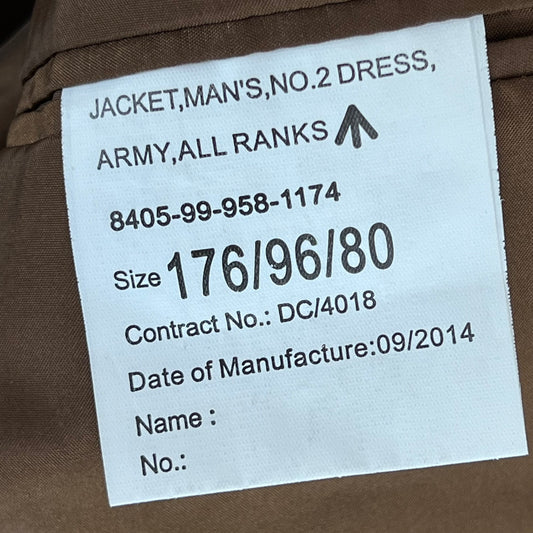 JACKET,MAN'S,NO.2 DRESS,
ARMY,ALL RANKS
8405-99-958-1174
Size 176/96/80
Contract No.: DC/4018
Date of Manufacture:09/2014
Name :
No.: